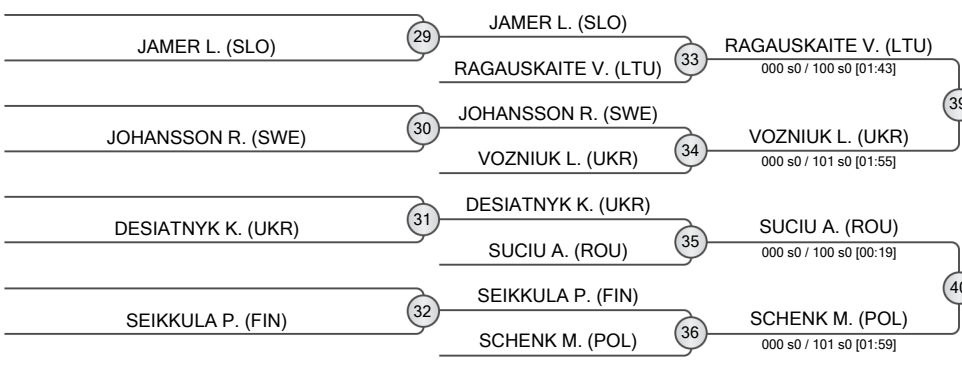 JAMER L. (SLO)
29
JAMER L. (SLO)
RAGAUSKAITE V. (LTU)
33
RAGAUSKAITE V. (LTU)
000 s0 / 100 s0 [01:43]
39
JOHANSSON R. (SWE)
30
JOHANSSON R. (SWE)
VOZNIUK L. (UKR)
34
VOZNIUK L. (UKR)
000 s0 / 101 s0 [01:55]
DESIATNYK K. (UKR)
31
DESIATNYK K. (UKR)
SUCIU A. (ROU)
35
SUCIU A. (ROU)
000 s0 / 100 s0 [00:19]
40
SEIKKULA P. (FIN)
32
SEIKKULA P. (FIN)
SCHENK M. (POL)
36
SCHENK M. (POL)
000 s0 / 101 s0 [01:59]